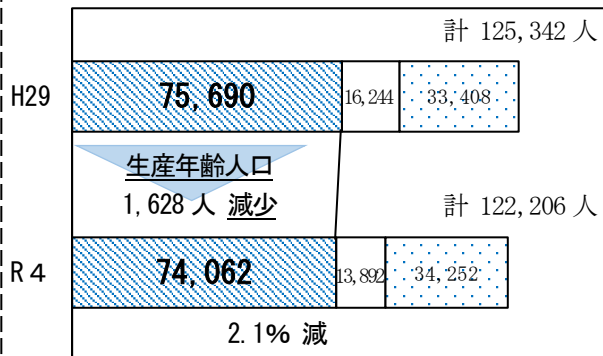 計 125,342 人
H29
75,690
16,244
33,408
生産年齢人口
1,628 人 減少
計 122,206 人
R４
74,062
13,892
34,252
2.1% 減